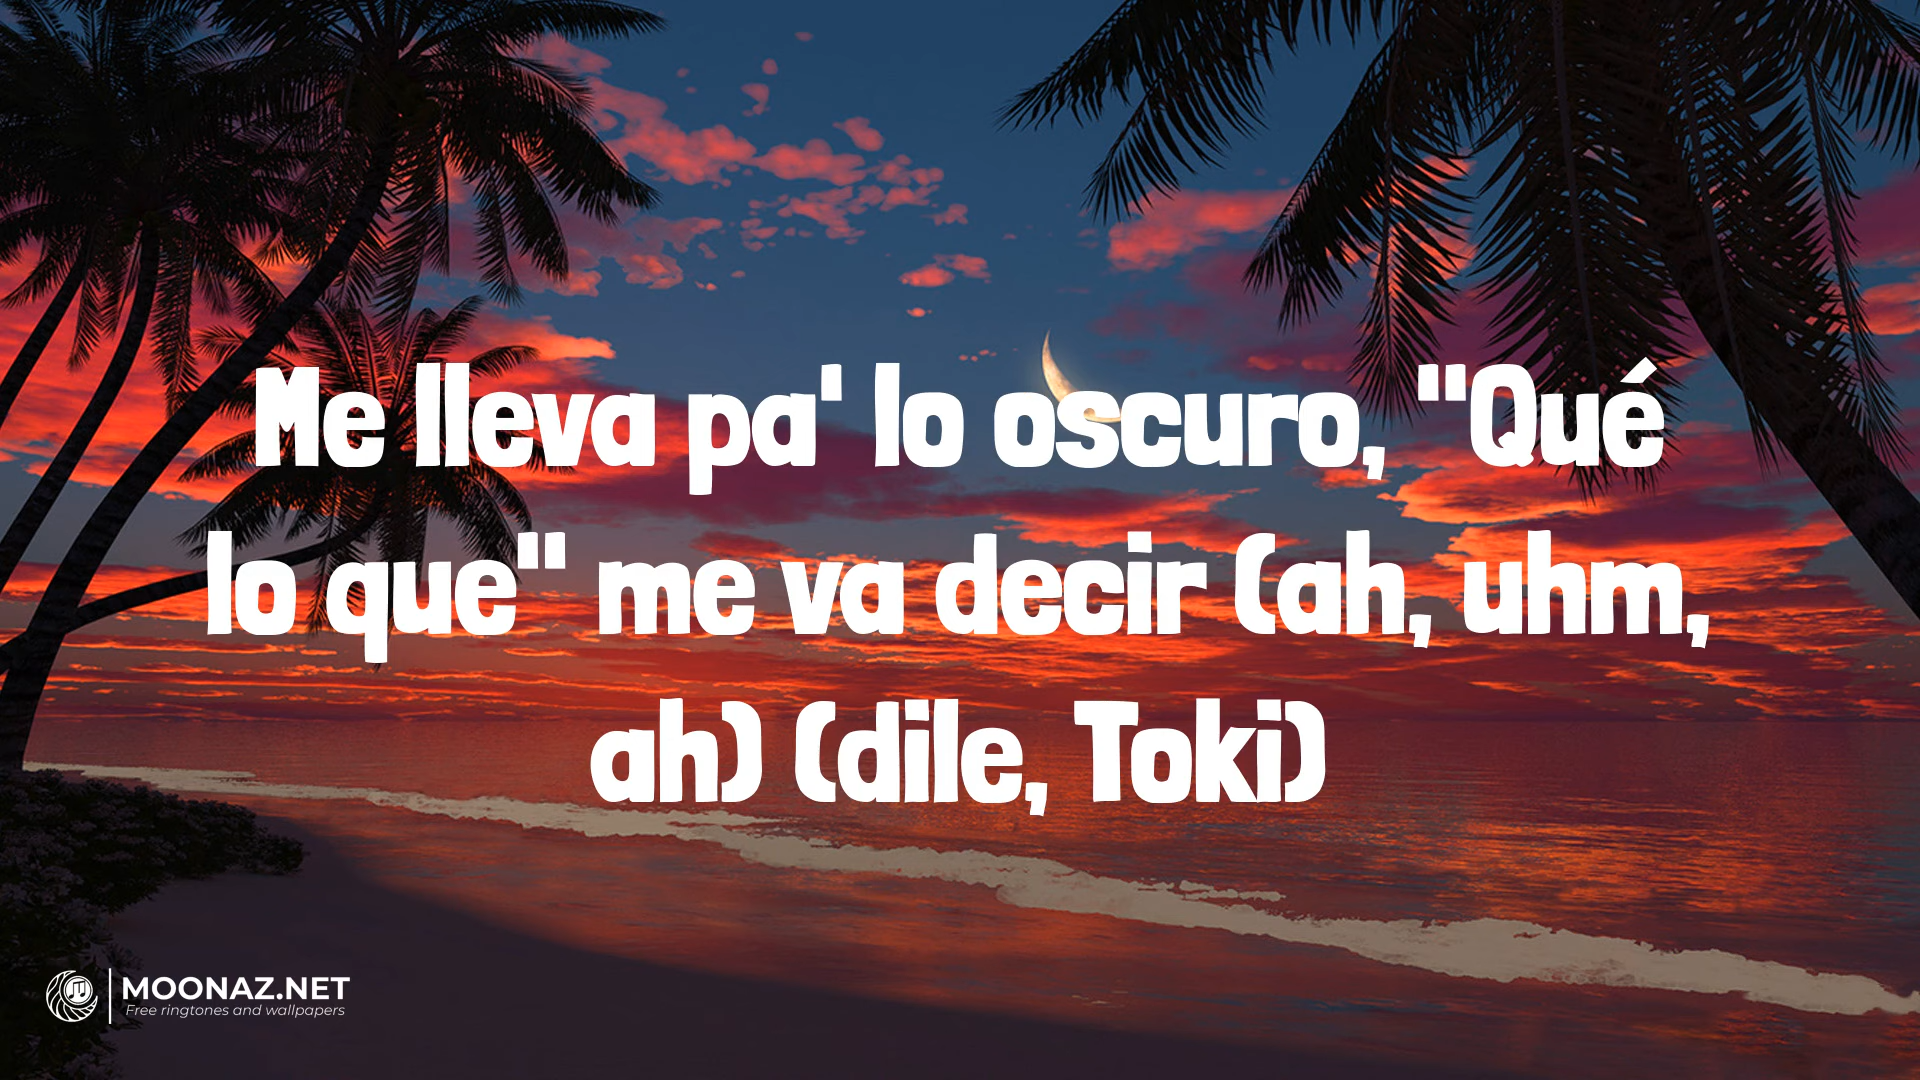 Me lleva pa' lo oscuro, "Qué
lo que" me va decir (ah, uhm,
ah) (dile, Toki)
MOONAZ.NET
Free ringtones and wallpapers